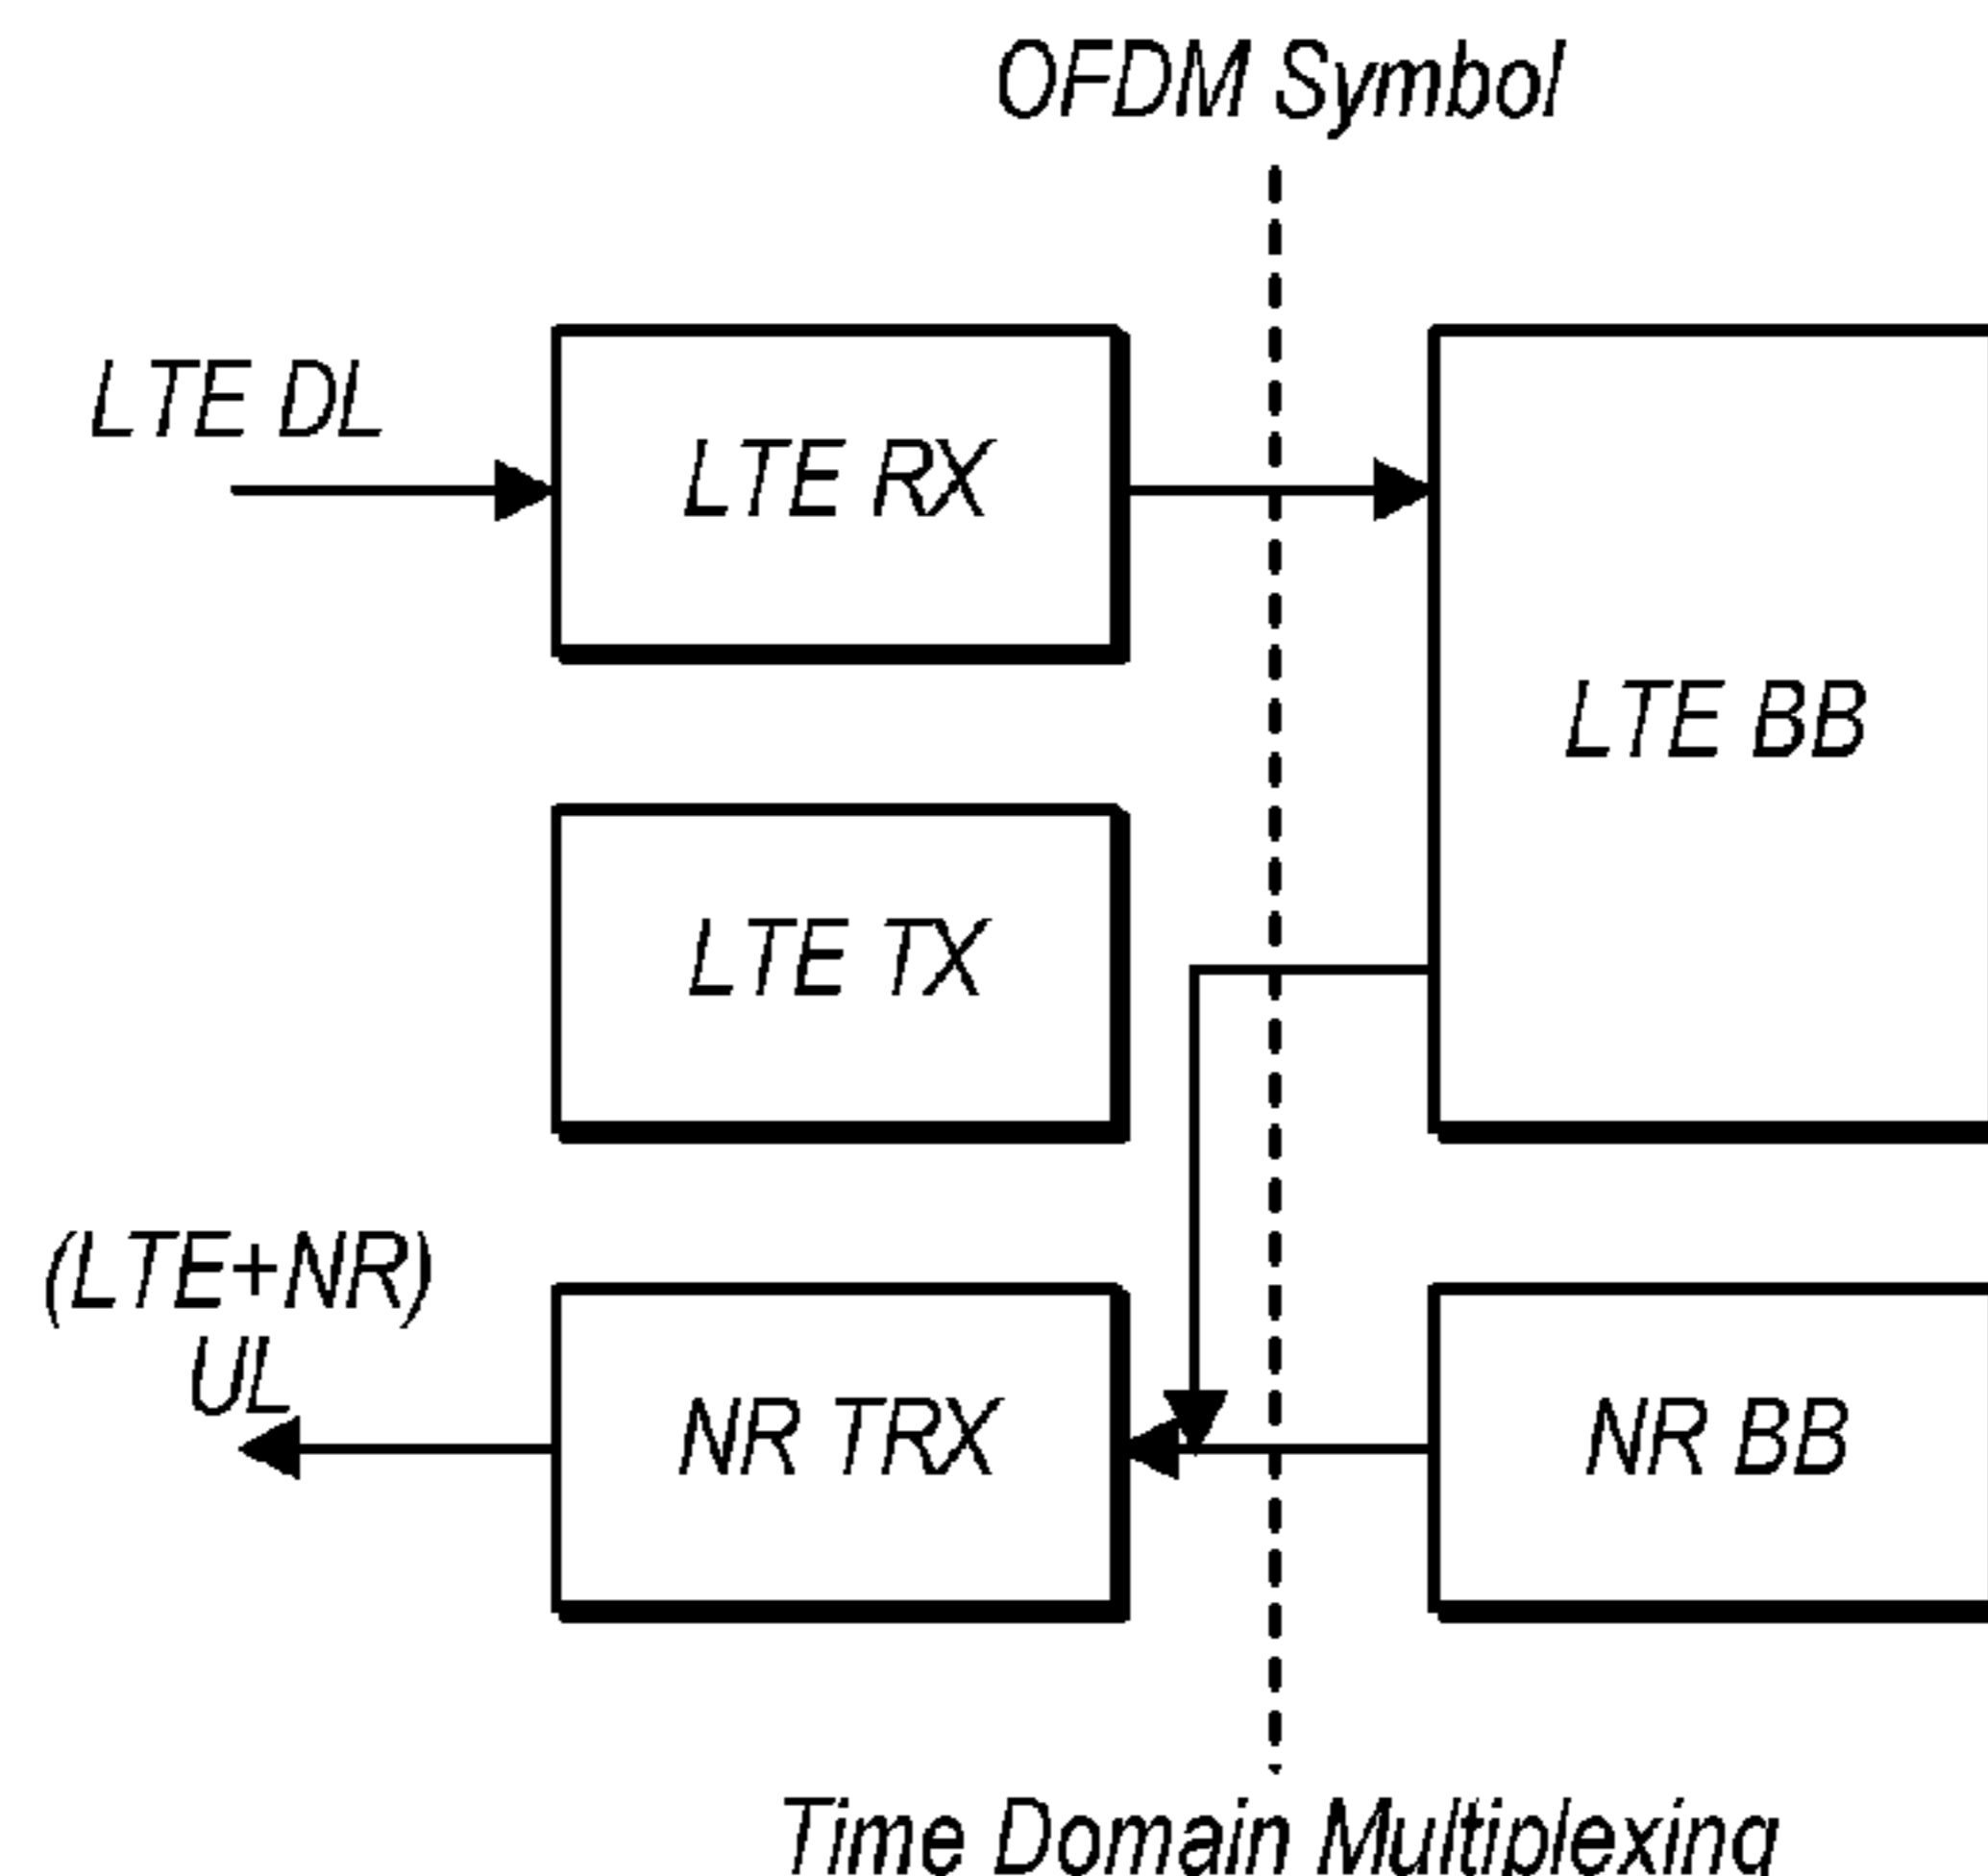 OFDM Symbol
LTE DL
LTE RX
LTE BB
LTE TX
(LTE+NR)
UL
NR TRX
NR BB
Time Domain Multiplexing